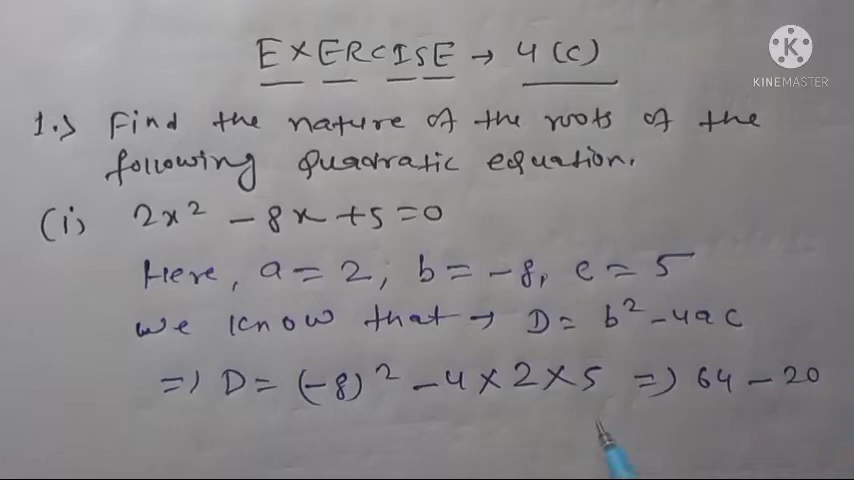 EXERCISE → 4(c)
K
KINEMASTER
1.) Find the nature of the roots of the
following quadratic equation.
(i) 2x² - 8x + 5 = 0
Here, a = 2, b = -8, c = 5
We know that → D = b² - 4ac
⇒ D = (-8)² - 4 × 2 × 5 ⇒ 64 - 20